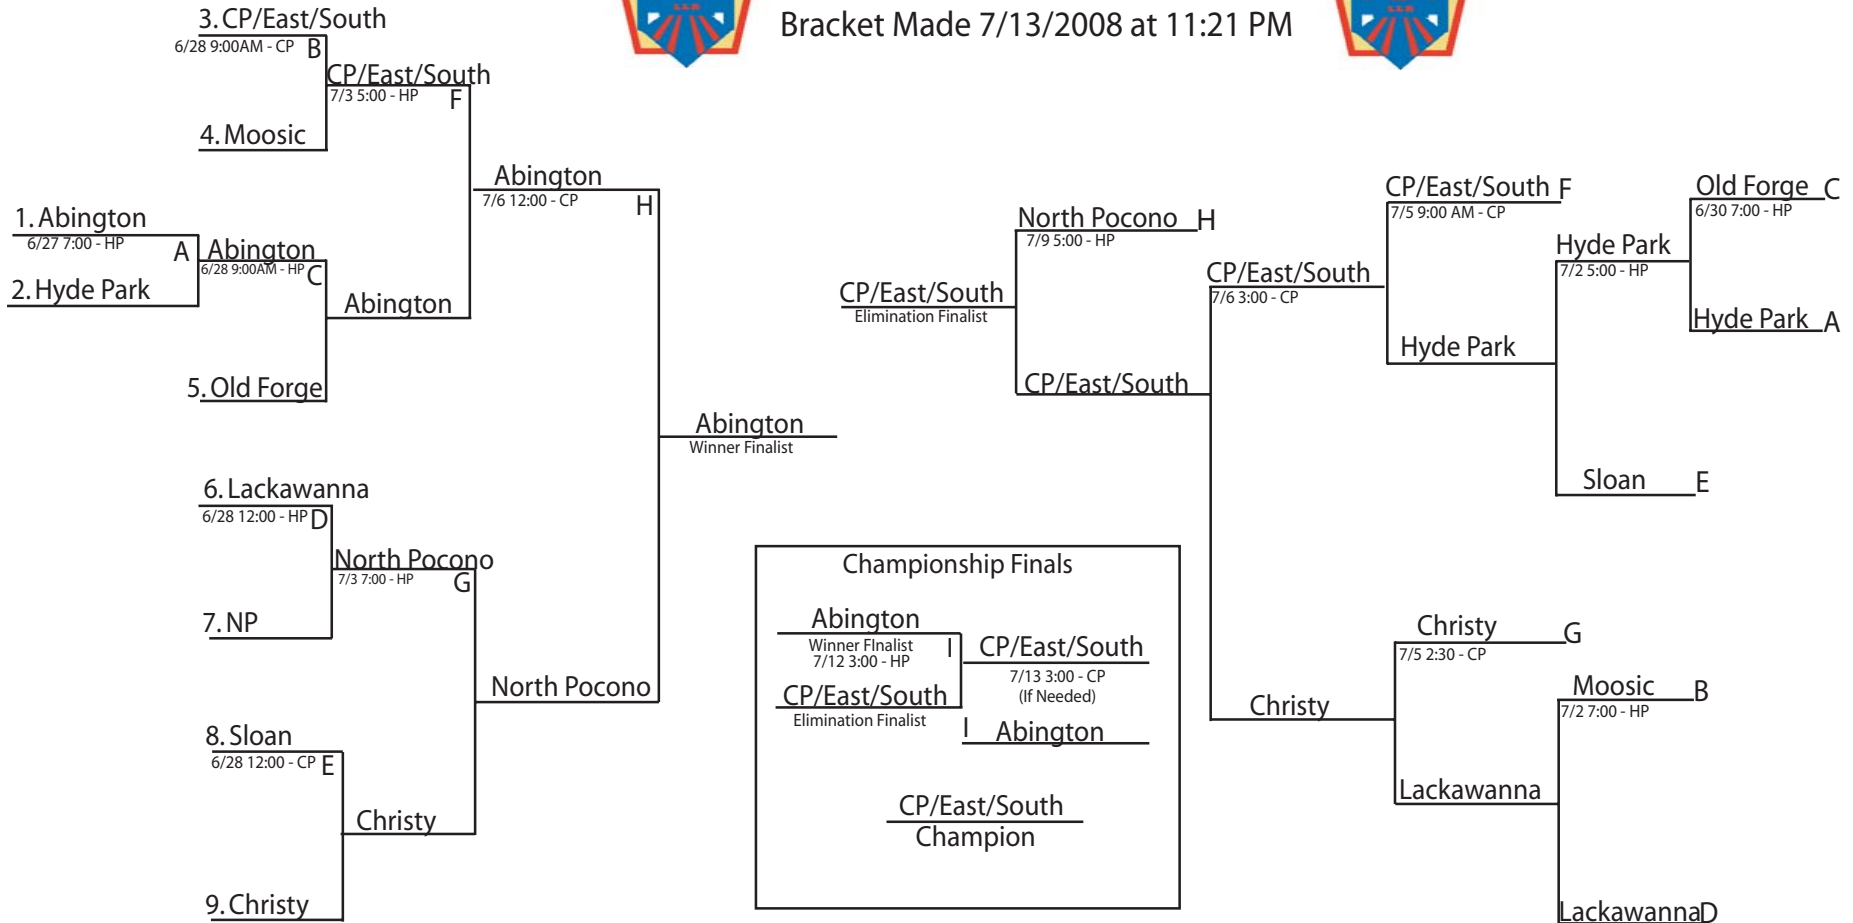 Bracket Made 7/13/2008 at 11:21 PM
3. CP/East/South
6/28 9:00AM - CP
B
CP/East/South
7/3 5:00 - HP
F
4. Moosic
Abington
7/6 12:00 - CP
H
1. Abington
6/27 7:00 - HP
A
Abington
6/28 9:00AM - HP
C
2. Hyde Park
Abington
5. Old Forge
Abington
Winner Finalist
6. Lackawanna
6/28 12:00 - HP
D
North Pocono
7/3 7:00 - HP
G
7. NP
North Pocono
8. Sloan
6/28 12:00 - CP
E
Christy
9. Christy
North Pocono
H
7/9 5:00 - HP
CP/East/South
Elimination Finalist
CP/East/South
CP/East/South
7/6 3:00 - CP
CP/East/South
F
7/5 9:00 AM - CP
Hyde Park
Hyde Park
7/2 5:00 - HP
Old Forge
C
6/30 7:00 - HP
Hyde Park
A
Sloan
E
Christy
Christy
G
7/5 2:30 - CP
Moosic
B
7/2 7:00 - HP
Lackawanna
Lackawanna
D
Championship Finals
Abington
Winner FInalist
7/12 3:00 - HP
I
CP/East/South
7/13 3:00 - CP
(If Needed)
CP/East/South
Elimination Finalist
I
Abington
CP/East/South
Champion